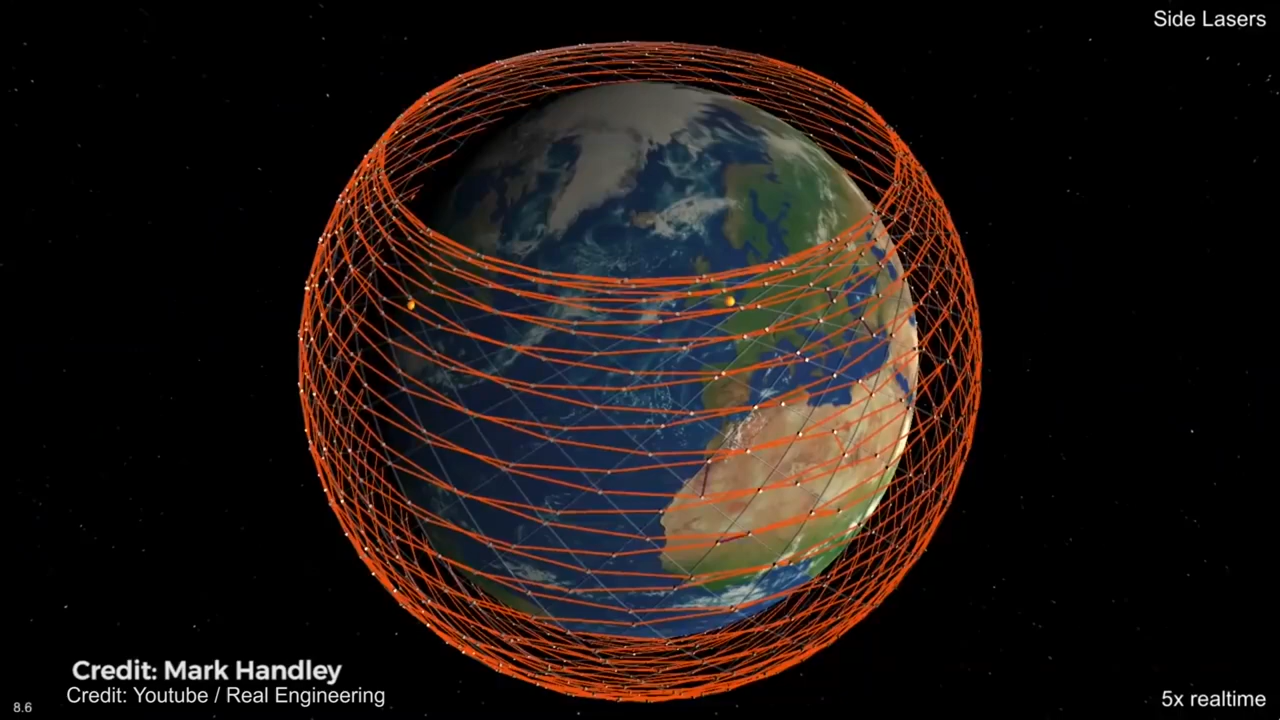 Side Lasers
Credit: Mark Handley
Credit: Youtube / Real Engineering
8.6
5x realtime